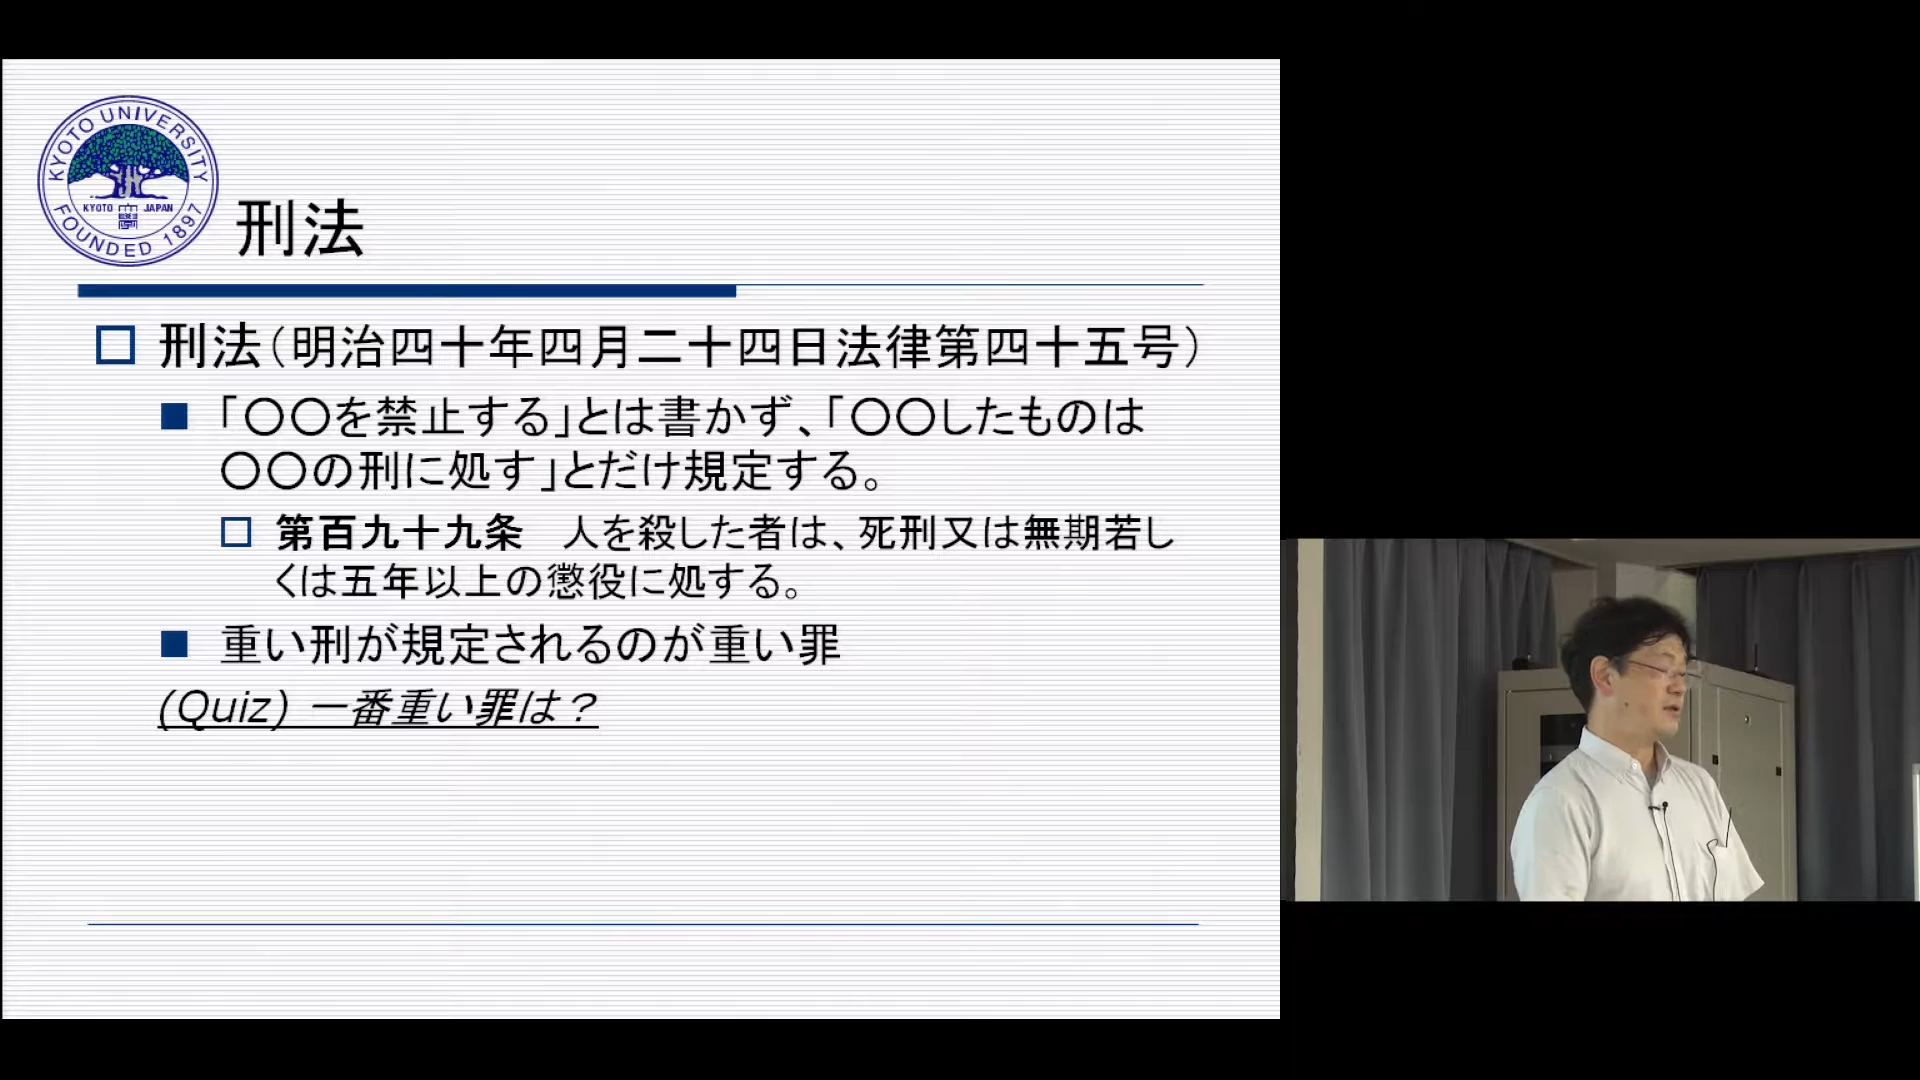 KYOTO UNIVERSITY
KYOTO JAPAN
FOUNDED 1897
刑法
刑法（明治四十年四月二十四日法律第四十五号）
「〇〇を禁止する」とは書かず、「〇〇したものは
〇〇の刑に処す」とだけ規定する。
第百九十九条　人を殺した者は、死刑又は無期若し
くは五年以上の懲役に処する。
重い刑が規定されるのが重い罪
(Quiz) 一番重い罪は？